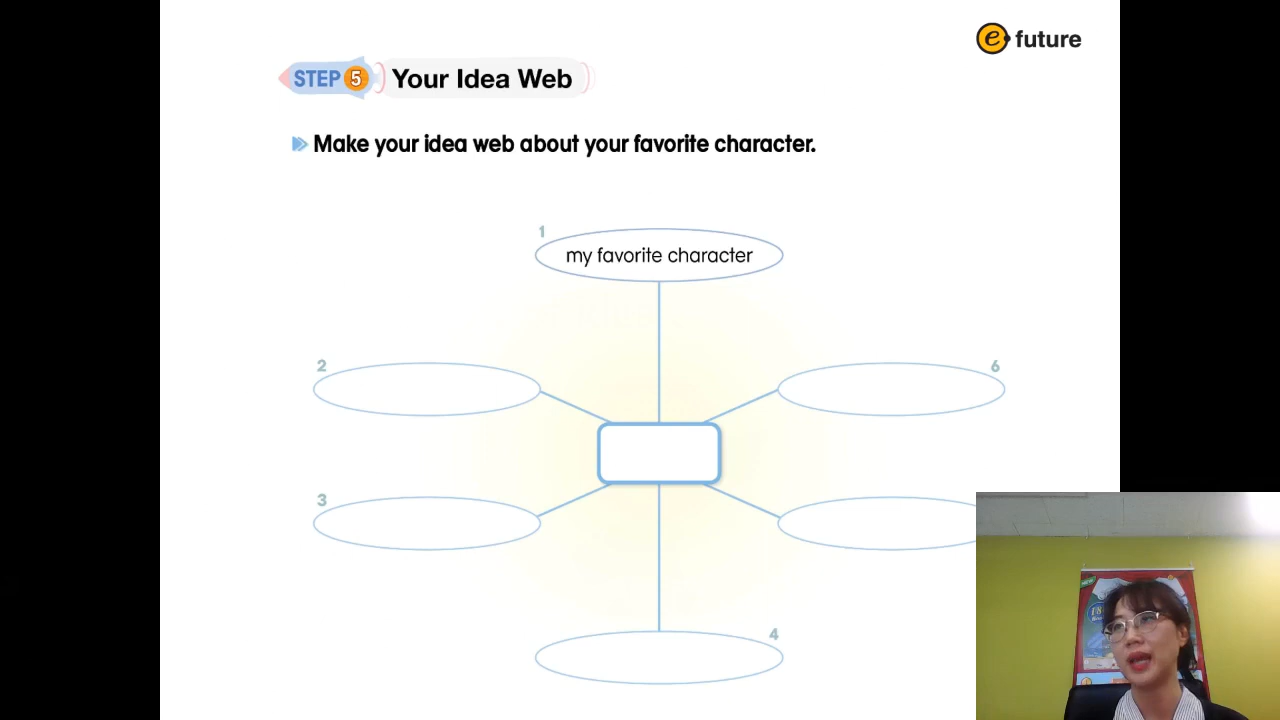 e future
STEP 5 Your Idea Web
Make your idea web about your favorite character.
1
my favorite character
2
6
3
4